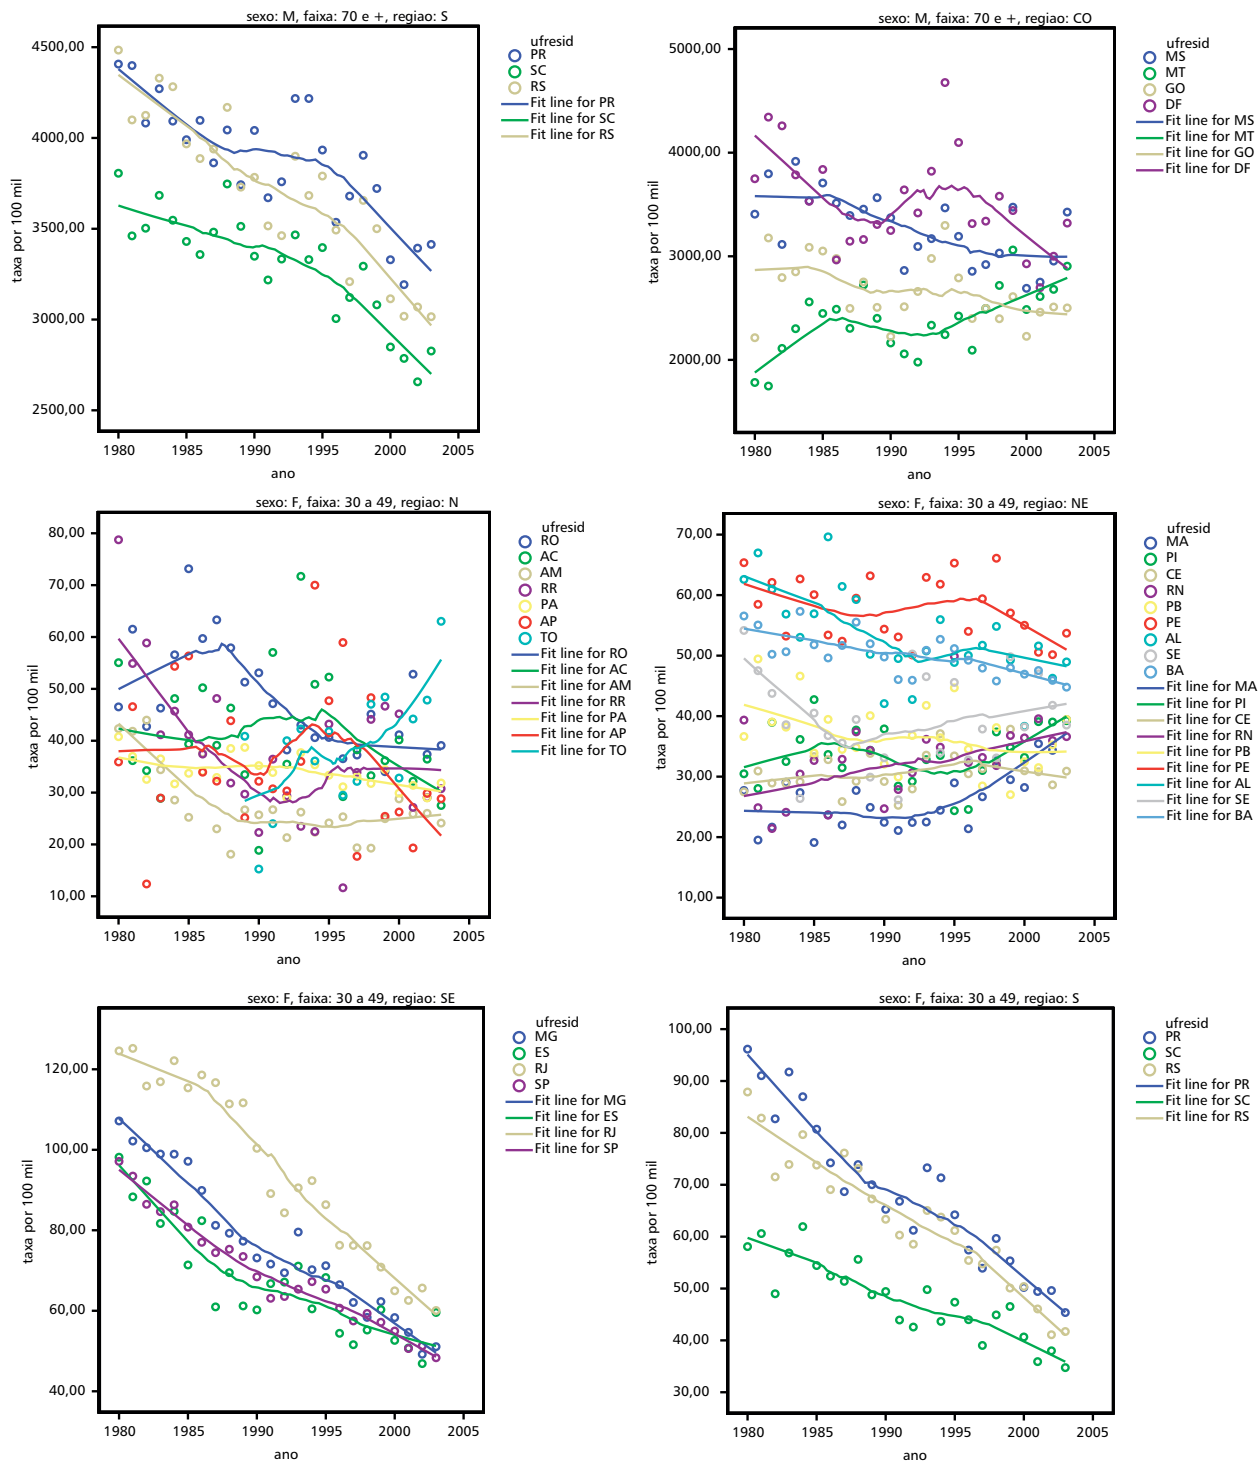 sexo: M, faixa: 70 e +, regiao: S
4500,00
4000,00
3500,00
3000,00
2500,00
taxa por 100 mil
1980 1985 1990 1995 2000 2005
ano
ufresid
PR
SC
RS
Fit line for PR
Fit line for SC
Fit line for RS
sexo: M, faixa: 70 e +, regiao: CO
5000,00
4000,00
3000,00
2000,00
taxa por 100 mil
1980 1985 1990 1995 2000 2005
ano
ufresid
MS
MT
GO
DF
Fit line for MS
Fit line for MT
Fit line for GO
Fit line for DF
sexo: F, faixa: 30 a 49, regiao: N
80,00
70,00
60,00
50,00
40,00
30,00
20,00
10,00
taxa por 100 mil
1980 1985 1990 1995 2000 2005
ano
ufresid
RO
AC
AM
RR
PA
AP
TO
Fit line for RO
Fit line for AC
Fit line for AM
Fit line for RR
Fit line for PA
Fit line for AP
Fit line for TO
sexo: F, faixa: 30 a 49, regiao: NE
70,00
60,00
50,00
40,00
30,00
20,00
10,00
taxa por 100 mil
1980 1985 1990 1995 2000 2005
ano
ufresid
MA
PI
CE
RN
PB
PE
AL
SE
BA
Fit line for MA
Fit line for PI
Fit line for CE
Fit line for RN
Fit line for PB
Fit line for PE
Fit line for AL
Fit line for SE
Fit line for BA
sexo: F, faixa: 30 a 49, regiao: SE
120,00
100,00
80,00
60,00
40,00
taxa por 100 mil
1980 1985 1990 1995 2000 2005
ano
ufresid
MG
ES
RJ
SP
Fit line for MG
Fit line for ES
Fit line for RJ
Fit line for SP
sexo: F, faixa: 30 a 49, regiao: S
100,00
90,00
80,00
70,00
60,00
50,00
40,00
30,00
taxa por 100 mil
1980 1985 1990 1995 2000 2005
ano
ufresid
PR
SC
RS
Fit line for PR
Fit line for SC
Fit line for RS